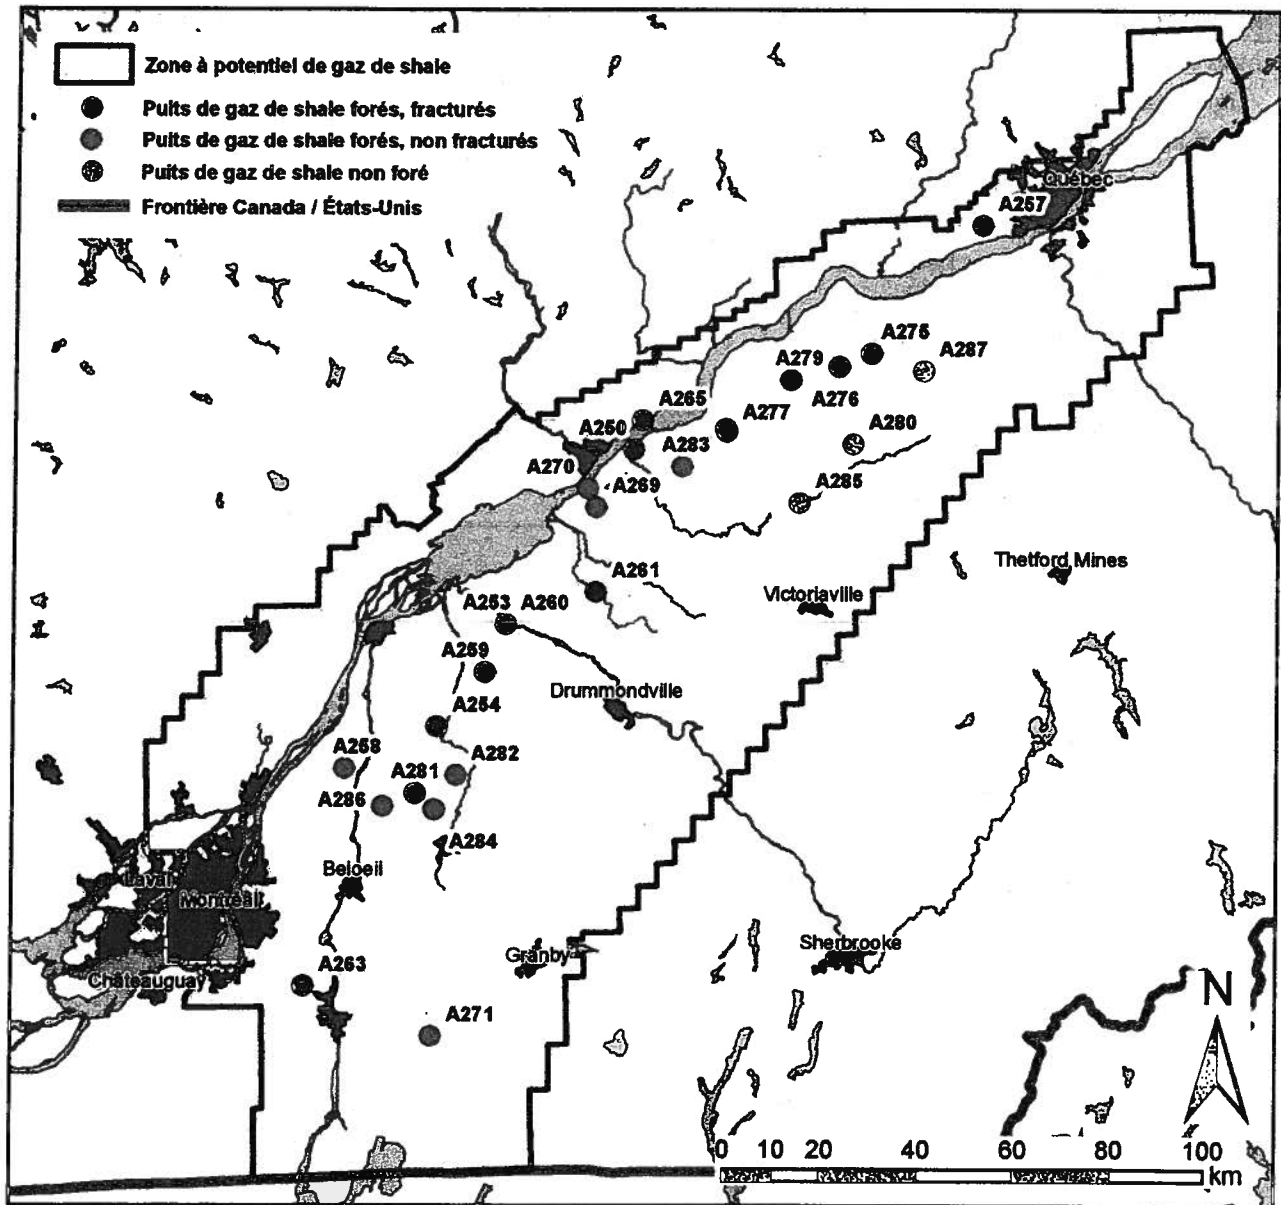 Zone à potentiel de gaz de shale
Puits de gaz de shale forés, fracturés
Puits de gaz de shale forés, non fracturés
Puits de gaz de shale non foré
Frontière Canada / États-Unis
Québec
A257
A275
A279
A287
A276
A265
A277
A250
A280
A283
A270
A269
A285
A261
Thetford Mines
Victoriaville
A253
A260
A259
Drummondville
A254
A258
A282
A281
A286
A284
Beloeil
Laval
Montréal
Granby
Sherbrooke
A263
Châteauguay
N
A271
0 10 20 40 60 80 100
km